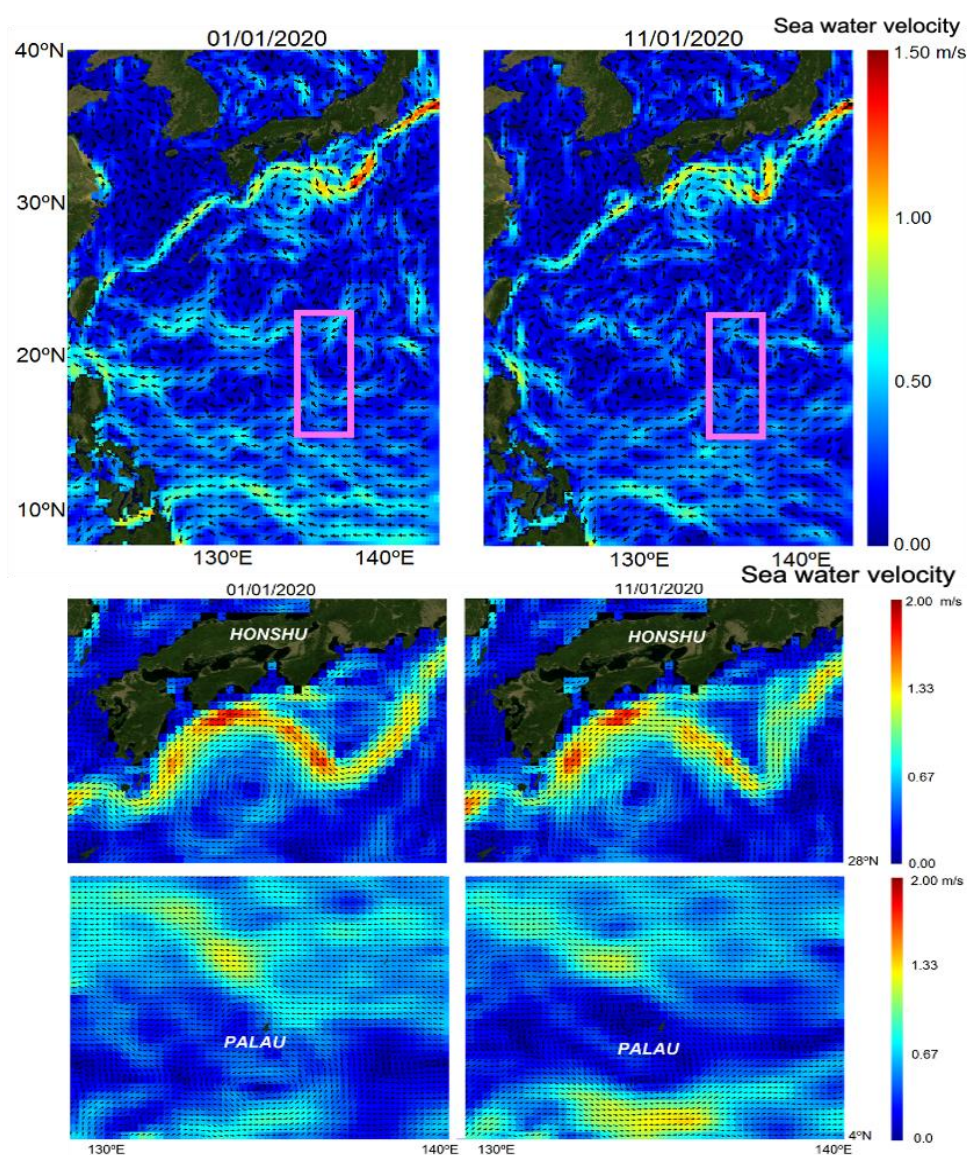 Sea water velocity
01/01/2020 11/01/2020
40ºN
30ºN
20ºN
10ºN
130ºE 140ºE 130ºE 140ºE
1.50 m/s
1.00
0.50
0.00
Sea water velocity
01/01/2020 11/01/2020
HONSHU HONSHU
2.00 m/s
1.33
0.67
0.00
28ºN
PALAU PALAU
2.00 m/s
1.33
0.67
0.0
4ºN
130ºE 140ºE 130ºE 140ºE